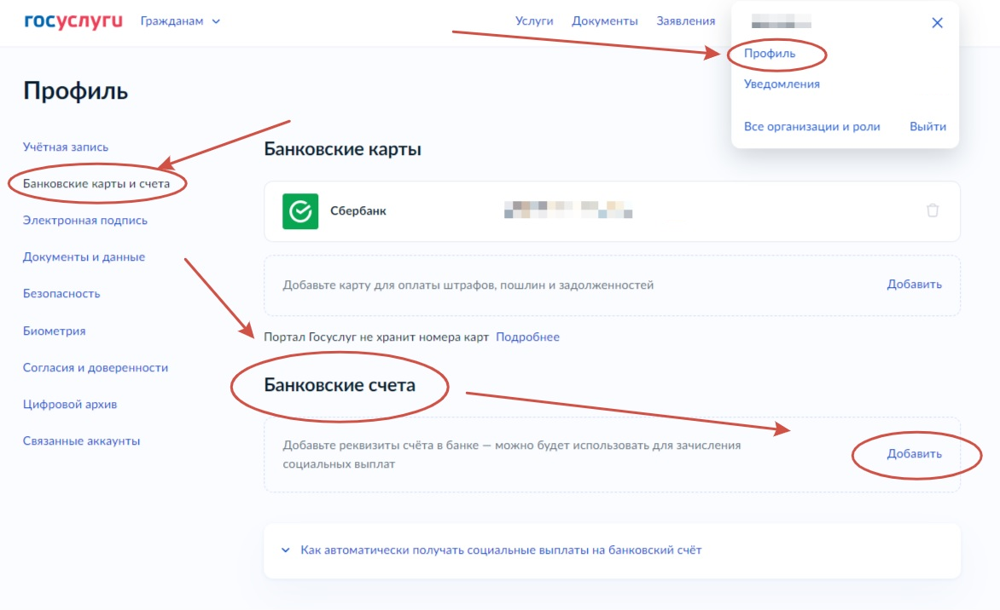 госуслуги Гражданам Услуги Документы Заявления
Профиль
Уведомления
Все организации и роли Выйти
Профиль
Учётная запись
Банковские карты и счета
Электронная подпись
Документы и данные
Безопасность
Биометрия
Согласия и доверенности
Цифровой архив
Связанные аккаунты
Банковские карты
Сбербанк
Добавьте карту для оплаты штрафов, пошлин и задолженностей Добавить
Портал Госуслуг не хранит номера карт Подробнее
Банковские счета
Добавьте реквизиты счёта в банке — можно будет использовать для зачисления
социальных выплат
Добавить
Как автоматически получать социальные выплаты на банковский счёт